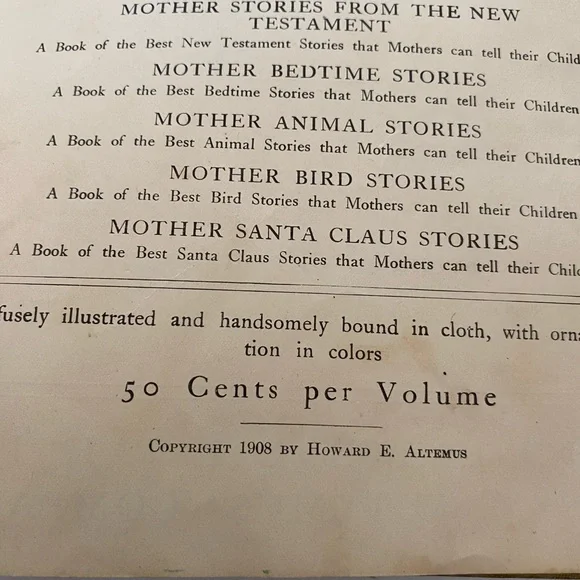 MOTHER STORIES FROM THE NEW
TESTAMENT
A Book of the Best New Testament Stories that Mothers can tell their Child
MOTHER BEDTIME STORIES
A Book of the Best Bedtime Stories that Mothers can tell their Children
MOTHER ANIMAL STORIES
A Book of the Best Animal Stories that Mothers can tell their Children
MOTHER BIRD STORIES
A Book of the Best Bird Stories that Mothers can tell their Children
MOTHER SANTA CLAUS STORIES
A Book of the Best Santa Claus Stories that Mothers can tell their Chil
fusely illustrated and handsomely bound in cloth, with orna
tion in colors
50 Cents per Volume
COPYRIGHT 1908 BY HOWARD E. ALTEMUS